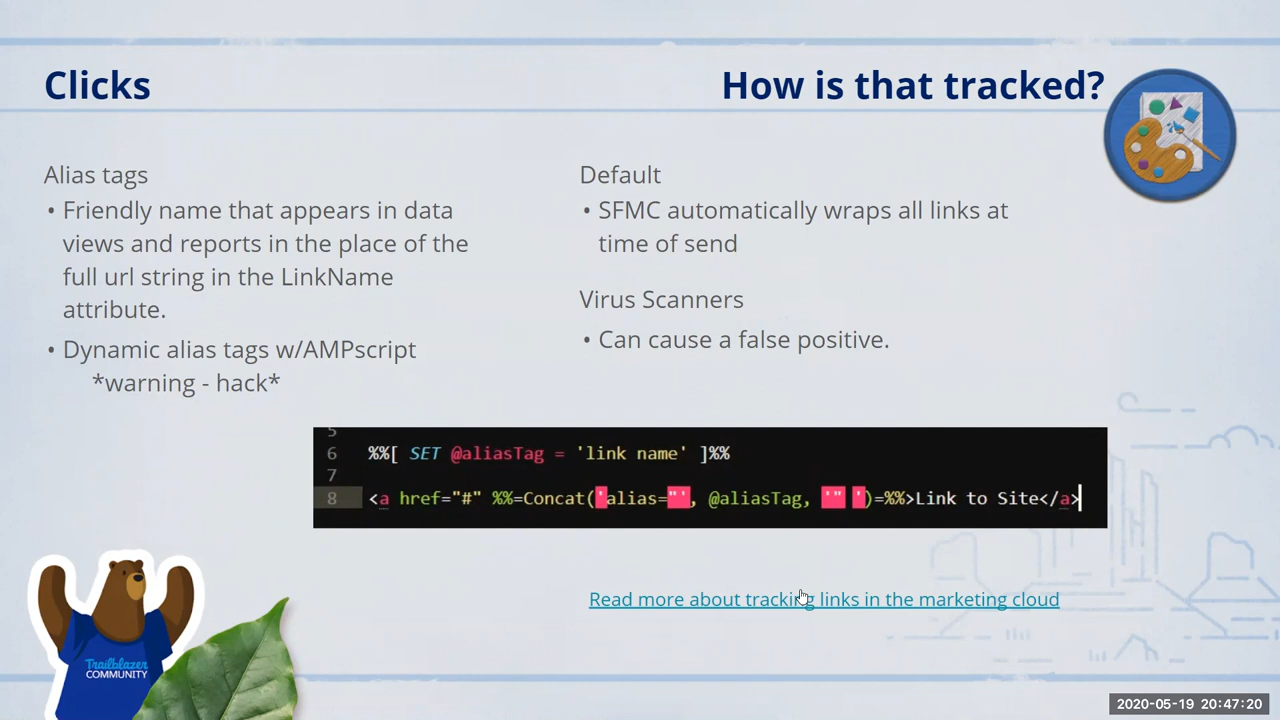 Clicks
How is that tracked?
Alias tags
• Friendly name that appears in data
views and reports in the place of the
full url string in the LinkName
attribute.
• Dynamic alias tags w/AMPscript
*warning - hack*
Default
• SFMC automatically wraps all links at
time of send
Virus Scanners
• Can cause a false positive.
5
6 %%[ SET @aliasTag = 'link name' ]%%
7
8 <a href="#" %%=Concat('alias="', @aliasTag, '" ')=%%>Link to Site</a>
Read more about tracking links in the marketing cloud
Trailblazer
COMMUNITY
2020-05-19 20:47:20